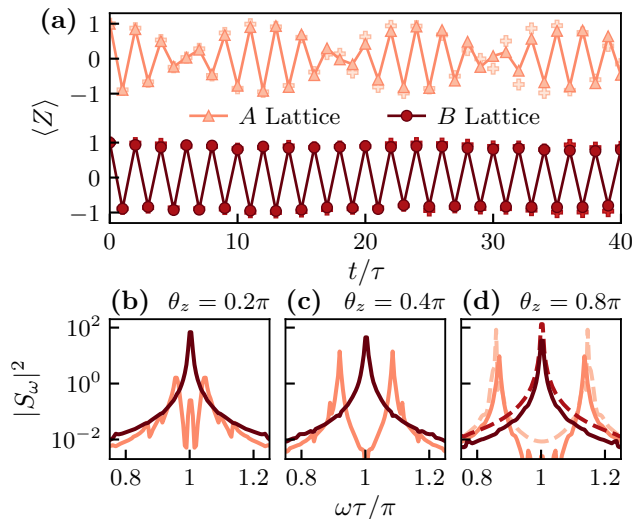 (a)
⟨Z⟩
1
0
−1
A Lattice
B Lattice
1
0
−1
0 10 20 30 40
t/τ
(b) θz = 0.2π
(c) θz = 0.4π
(d) θz = 0.8π
|Sω|²
10²
10⁰
10⁻²
0.8 1 1.2
0.8 1 1.2
0.8 1 1.2
ωτ/π